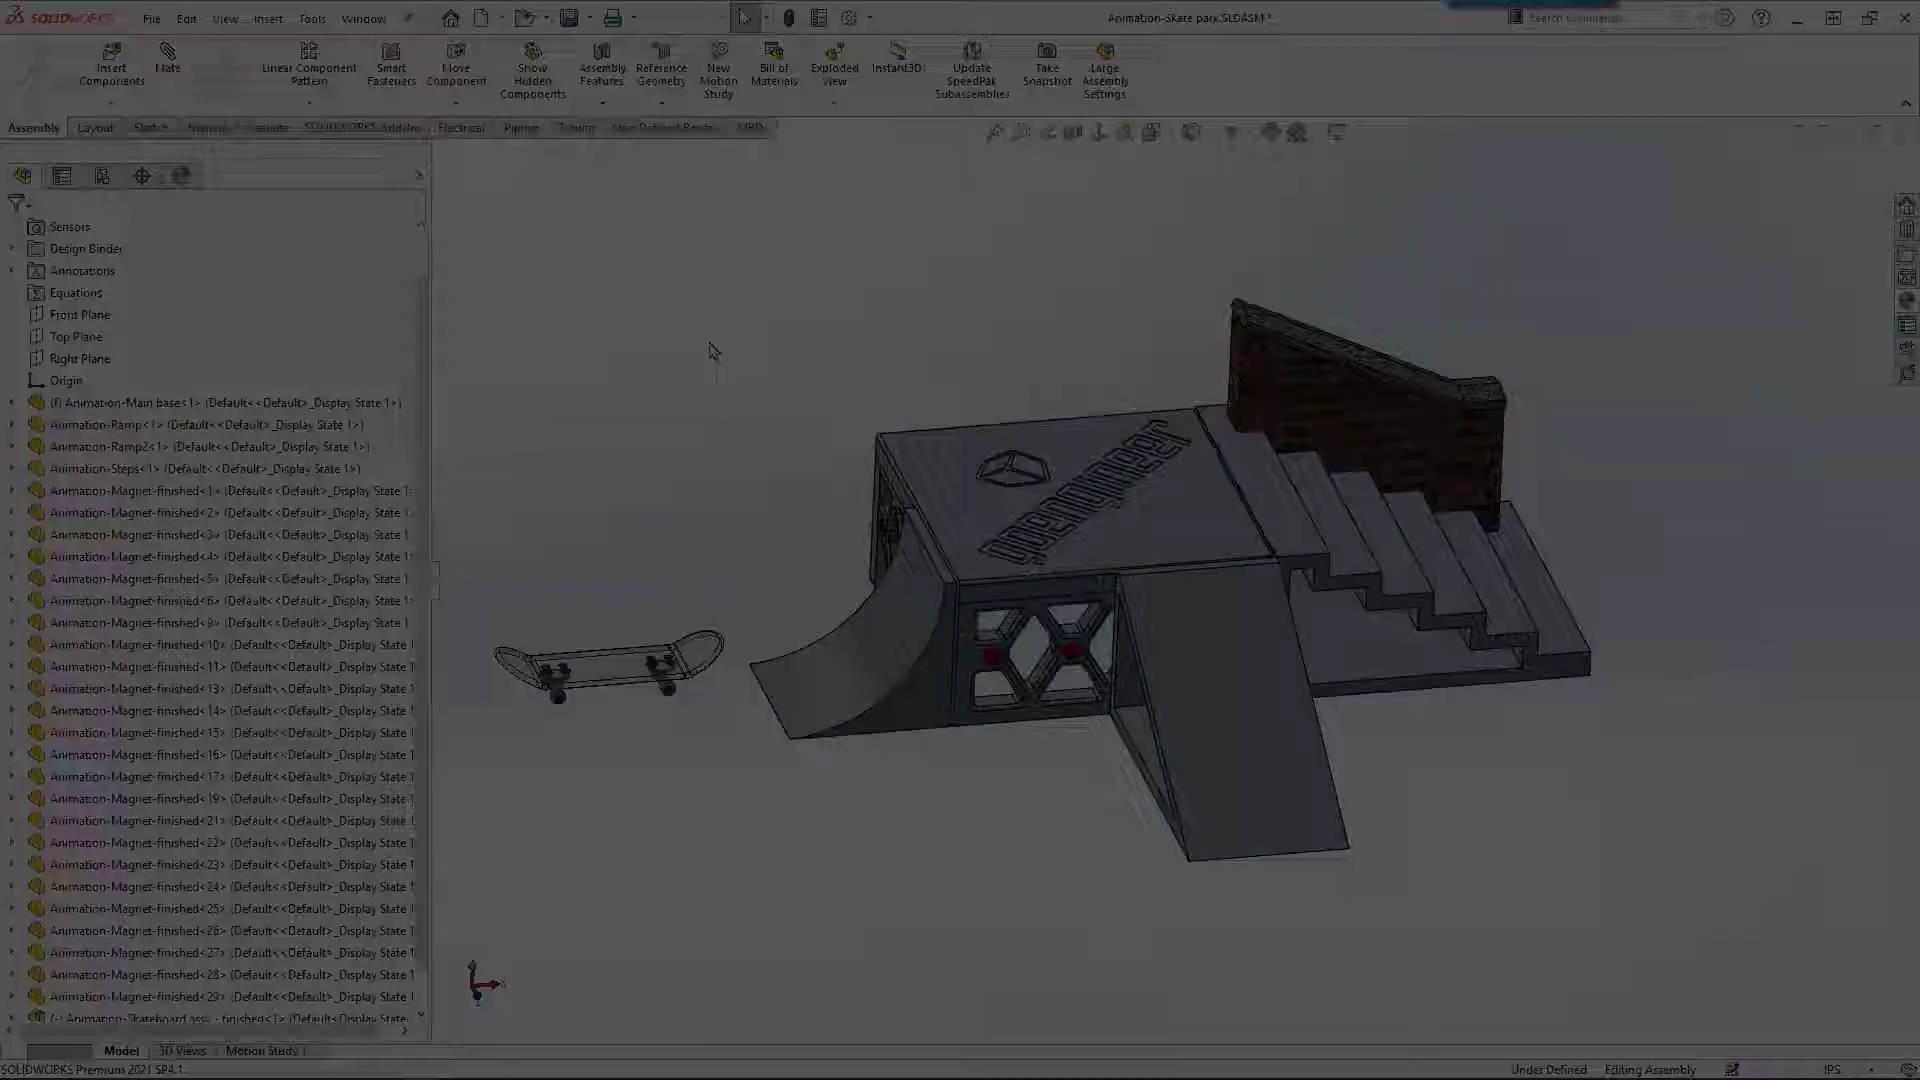 SOLIDWORKS
File Edit View Insert Tools Window
Animation-Skate park.SLDASM *
Search Commands
Insert Components
Mate
Linear Component Pattern
Smart Fasteners
Move Component
Show Hidden Components
Assembly Features
Reference Geometry
New Motion Study
Bill of Materials
Exploded View
Instant3D
Update SpeedPak Subassemblies
Take Snapshot
Large Assembly Settings
Assembly Layout Sketch Evaluate SOLIDWORKS Add-Ins Electrical Piping Tubing User Defined Route MBD
Sensors
Design Binder
Annotations
Equations
Front Plane
Top Plane
Right Plane
Origin
(f) Animation-Main base<1> (Default<<Default>_Display State 1>)
Animation-Ramp<1> (Default<<Default>_Display State 1>)
Animation-Ramp2<1> (Default<<Default>_Display State 1>)
Animation-Steps<1> (Default<<Default>_Display State 1>)
Animation-Magnet-finished<1> (Default<<Default>_Display State 1
Animation-Magnet-finished<2> (Default<<Default>_Display State 1
Animation-Magnet-finished<3> (Default<<Default>_Display State 1
Animation-Magnet-finished<4> (Default<<Default>_Display State 1
Animation-Magnet-finished<5> (Default<<Default>_Display State 1
Animation-Magnet-finished<6> (Default<<Default>_Display State 1
Animation-Magnet-finished<9> (Default<<Default>_Display State 1
Animation-Magnet-finished<10> (Default<<Default>_Display State 1
Animation-Magnet-finished<11> (Default<<Default>_Display State 1
Animation-Magnet-finished<13> (Default<<Default>_Display State 1
Animation-Magnet-finished<14> (Default<<Default>_Display State 1
Animation-Magnet-finished<15> (Default<<Default>_Display State 1
Animation-Magnet-finished<16> (Default<<Default>_Display State 1
Animation-Magnet-finished<17> (Default<<Default>_Display State 1
Animation-Magnet-finished<19> (Default<<Default>_Display State 1
Animation-Magnet-finished<21> (Default<<Default>_Display State 1
Animation-Magnet-finished<22> (Default<<Default>_Display State 1
Animation-Magnet-finished<23> (Default<<Default>_Display State 1
Animation-Magnet-finished<24> (Default<<Default>_Display State 1
Animation-Magnet-finished<25> (Default<<Default>_Display State 1
Animation-Magnet-finished<26> (Default<<Default>_Display State 1
Animation-Magnet-finished<27> (Default<<Default>_Display State 1
Animation-Magnet-finished<28> (Default<<Default>_Display State 1
Animation-Magnet-finished<29> (Default<<Default>_Display State 1
(-) Animation-Skateboard assy - finished<1> (Default<Display State
Model 3D Views Motion Study 1
SOLIDWORKS Premium 2021 SP4.1
Under Defined Editing Assembly IPS